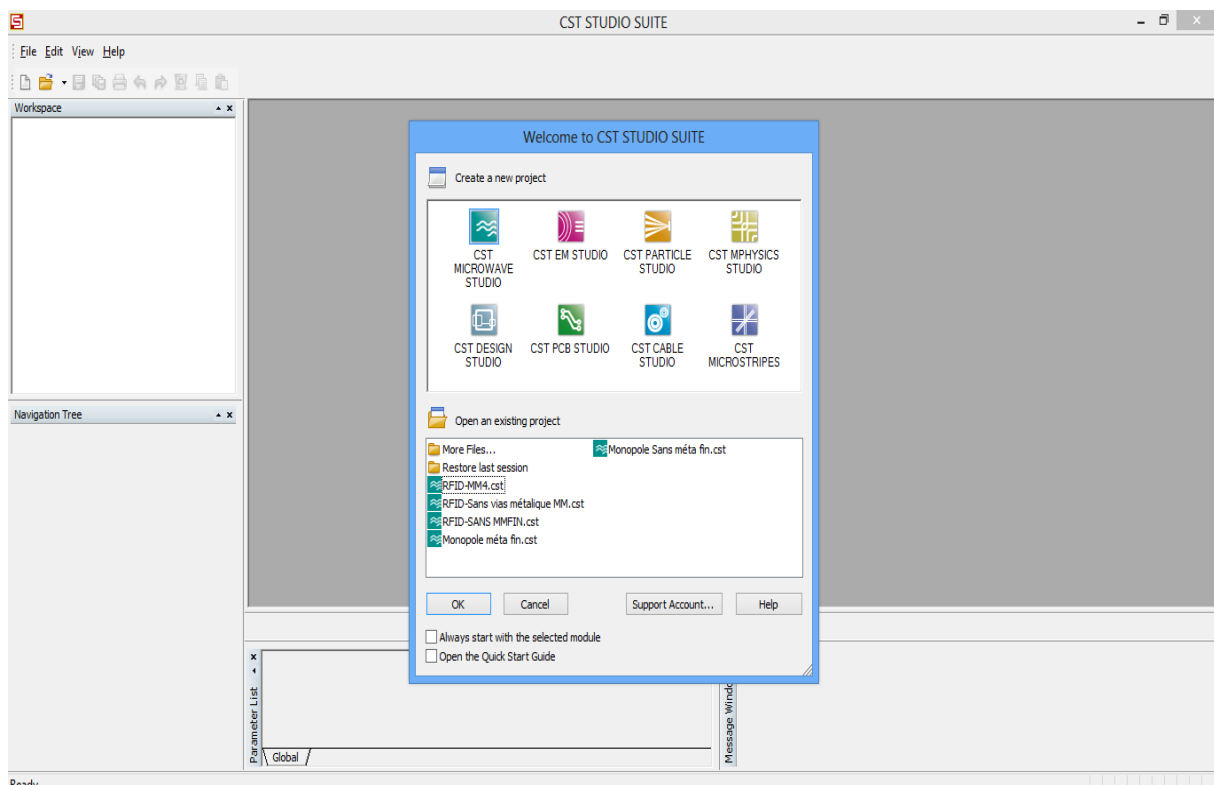 CST STUDIO SUITE
File Edit View Help
Workspace
Navigation Tree
Welcome to CST STUDIO SUITE
Create a new project
CST MICROWAVE STUDIO
CST EM STUDIO
CST PARTICLE STUDIO
CST MPHYSICS STUDIO
CST DESIGN STUDIO
CST PCB STUDIO
CST CABLE STUDIO
CST MICROSTRIPES
Open an existing project
More Files...
Restore last session
RFID-MM4.cst
RFID-Sans vias métalique MM.cst
RFID-SANS MMFIN.cst
Monopole méta fin.cst
Monopole Sans méta fin.cst
OK Cancel Support Account... Help
Always start with the selected module
Open the Quick Start Guide
Parameter List
Global
Message Windo
Ready